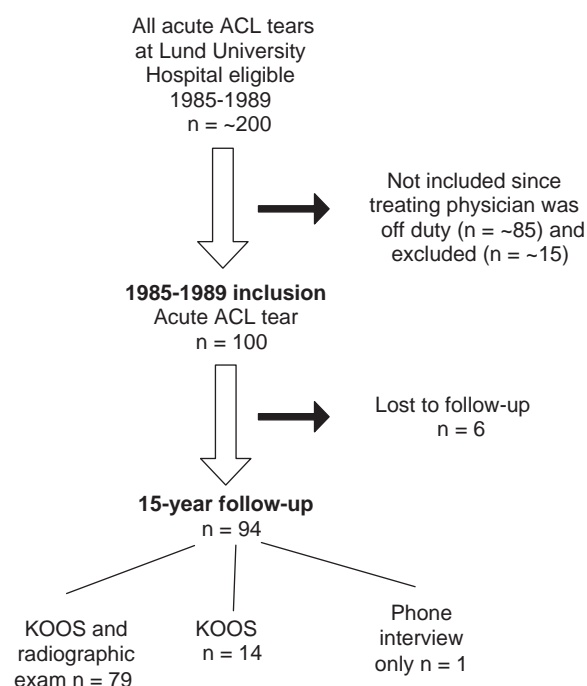 All acute ACL tears
at Lund University
Hospital eligible
1985-1989
n = ~200
Not included since
treating physician was
off duty (n = ~85) and
excluded (n = ~15)
1985-1989 inclusion
Acute ACL tear
n = 100
Lost to follow-up
n = 6
15-year follow-up
n = 94
KOOS and
radiographic
exam n = 79
KOOS
n = 14
Phone
interview
only n = 1